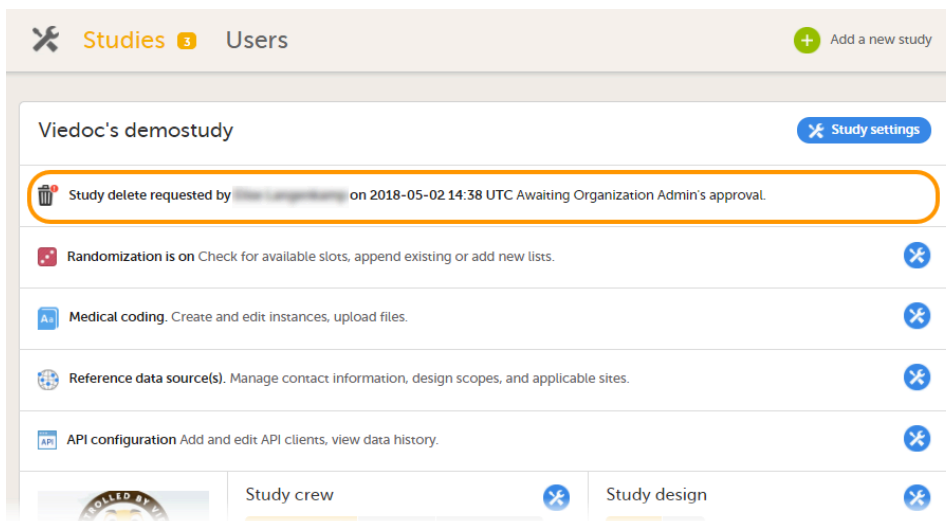 Studies 3 Users
Add a new study
Viedoc's demostudy
Study settings
Study delete requested by on 2018-05-02 14:38 UTC Awaiting Organization Admin's approval.
Randomization is on Check for available slots, append existing or add new lists.
Aa Medical coding. Create and edit instances, upload files.
Reference data source(s). Manage contact information, design scopes, and applicable sites.
API API configuration Add and edit API clients, view data history.
Study crew
Study design